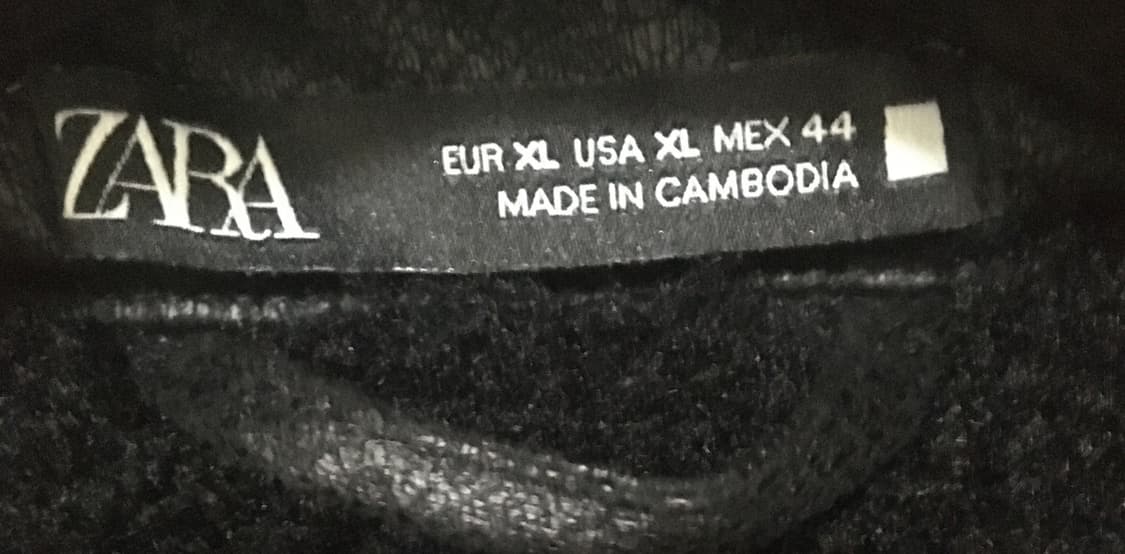 ZARA
EUR XL USA XL MEX 44
MADE IN CAMBODIA